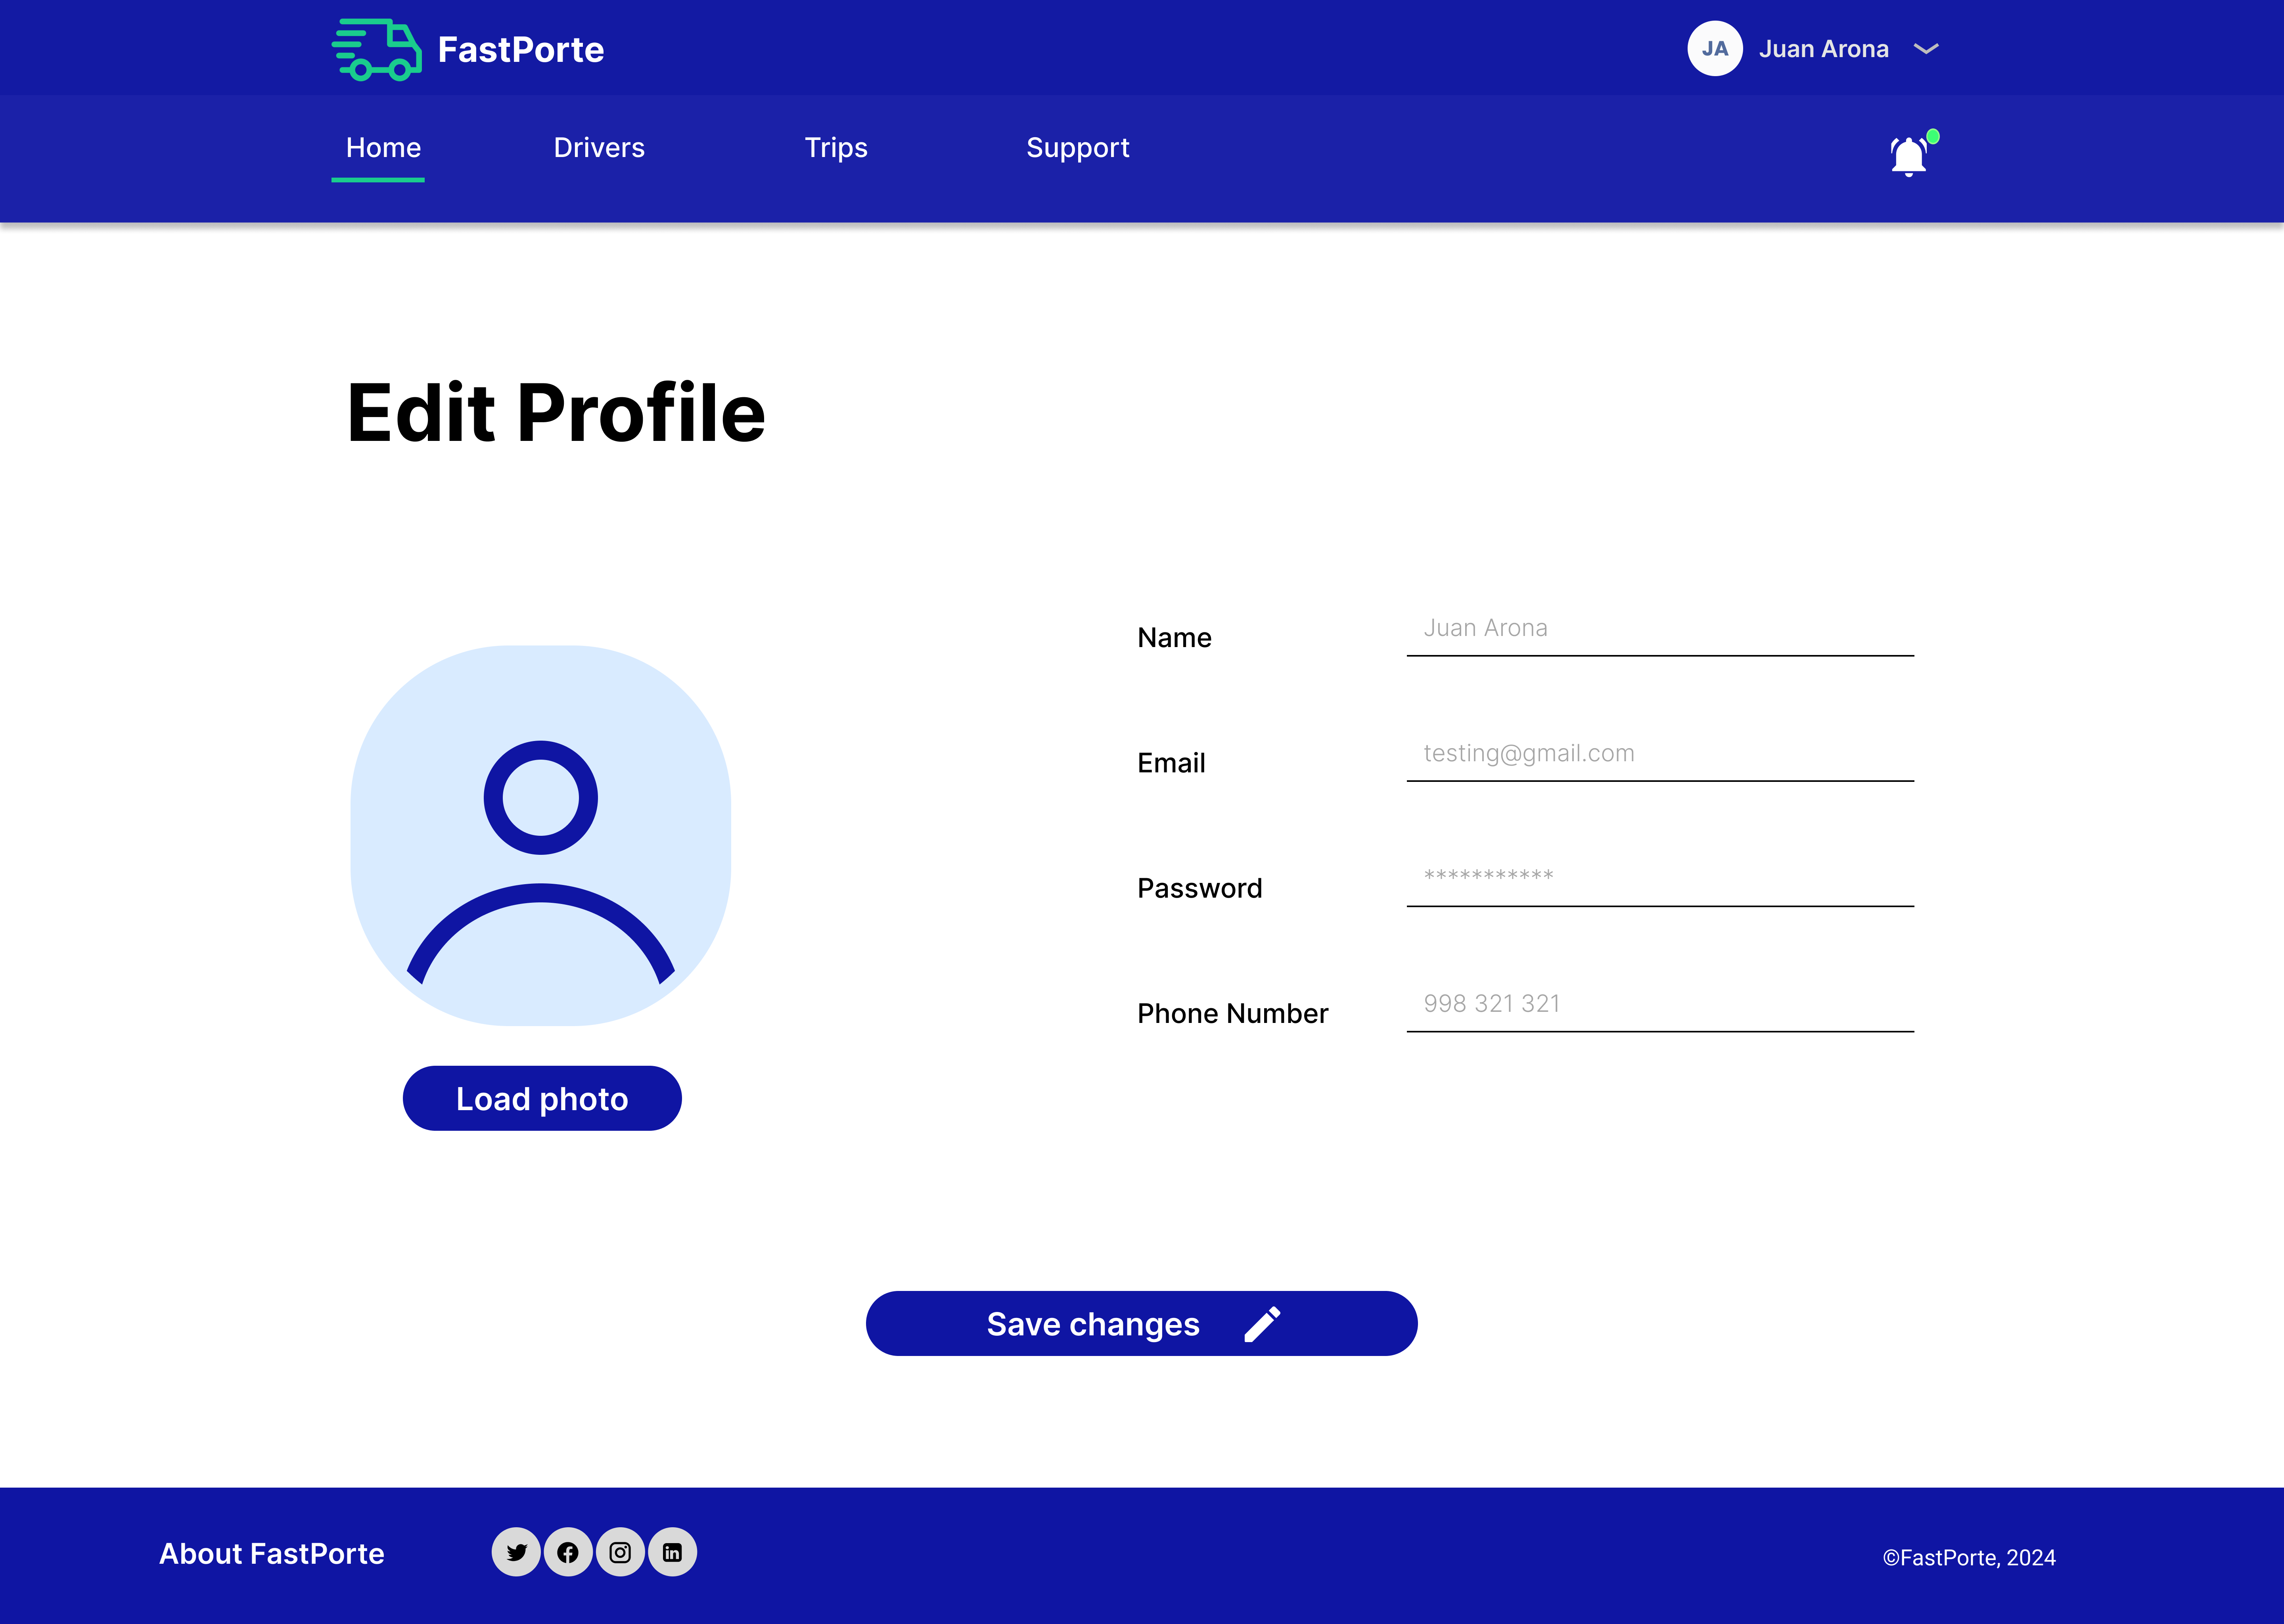 FastPorte
JA Juan Arona
Home Drivers Trips Support
Edit Profile
Name Juan Arona
Email testing@gmail.com
Password ***********
Phone Number 998 321 321
Load photo
Save changes
About FastPorte
©FastPorte, 2024